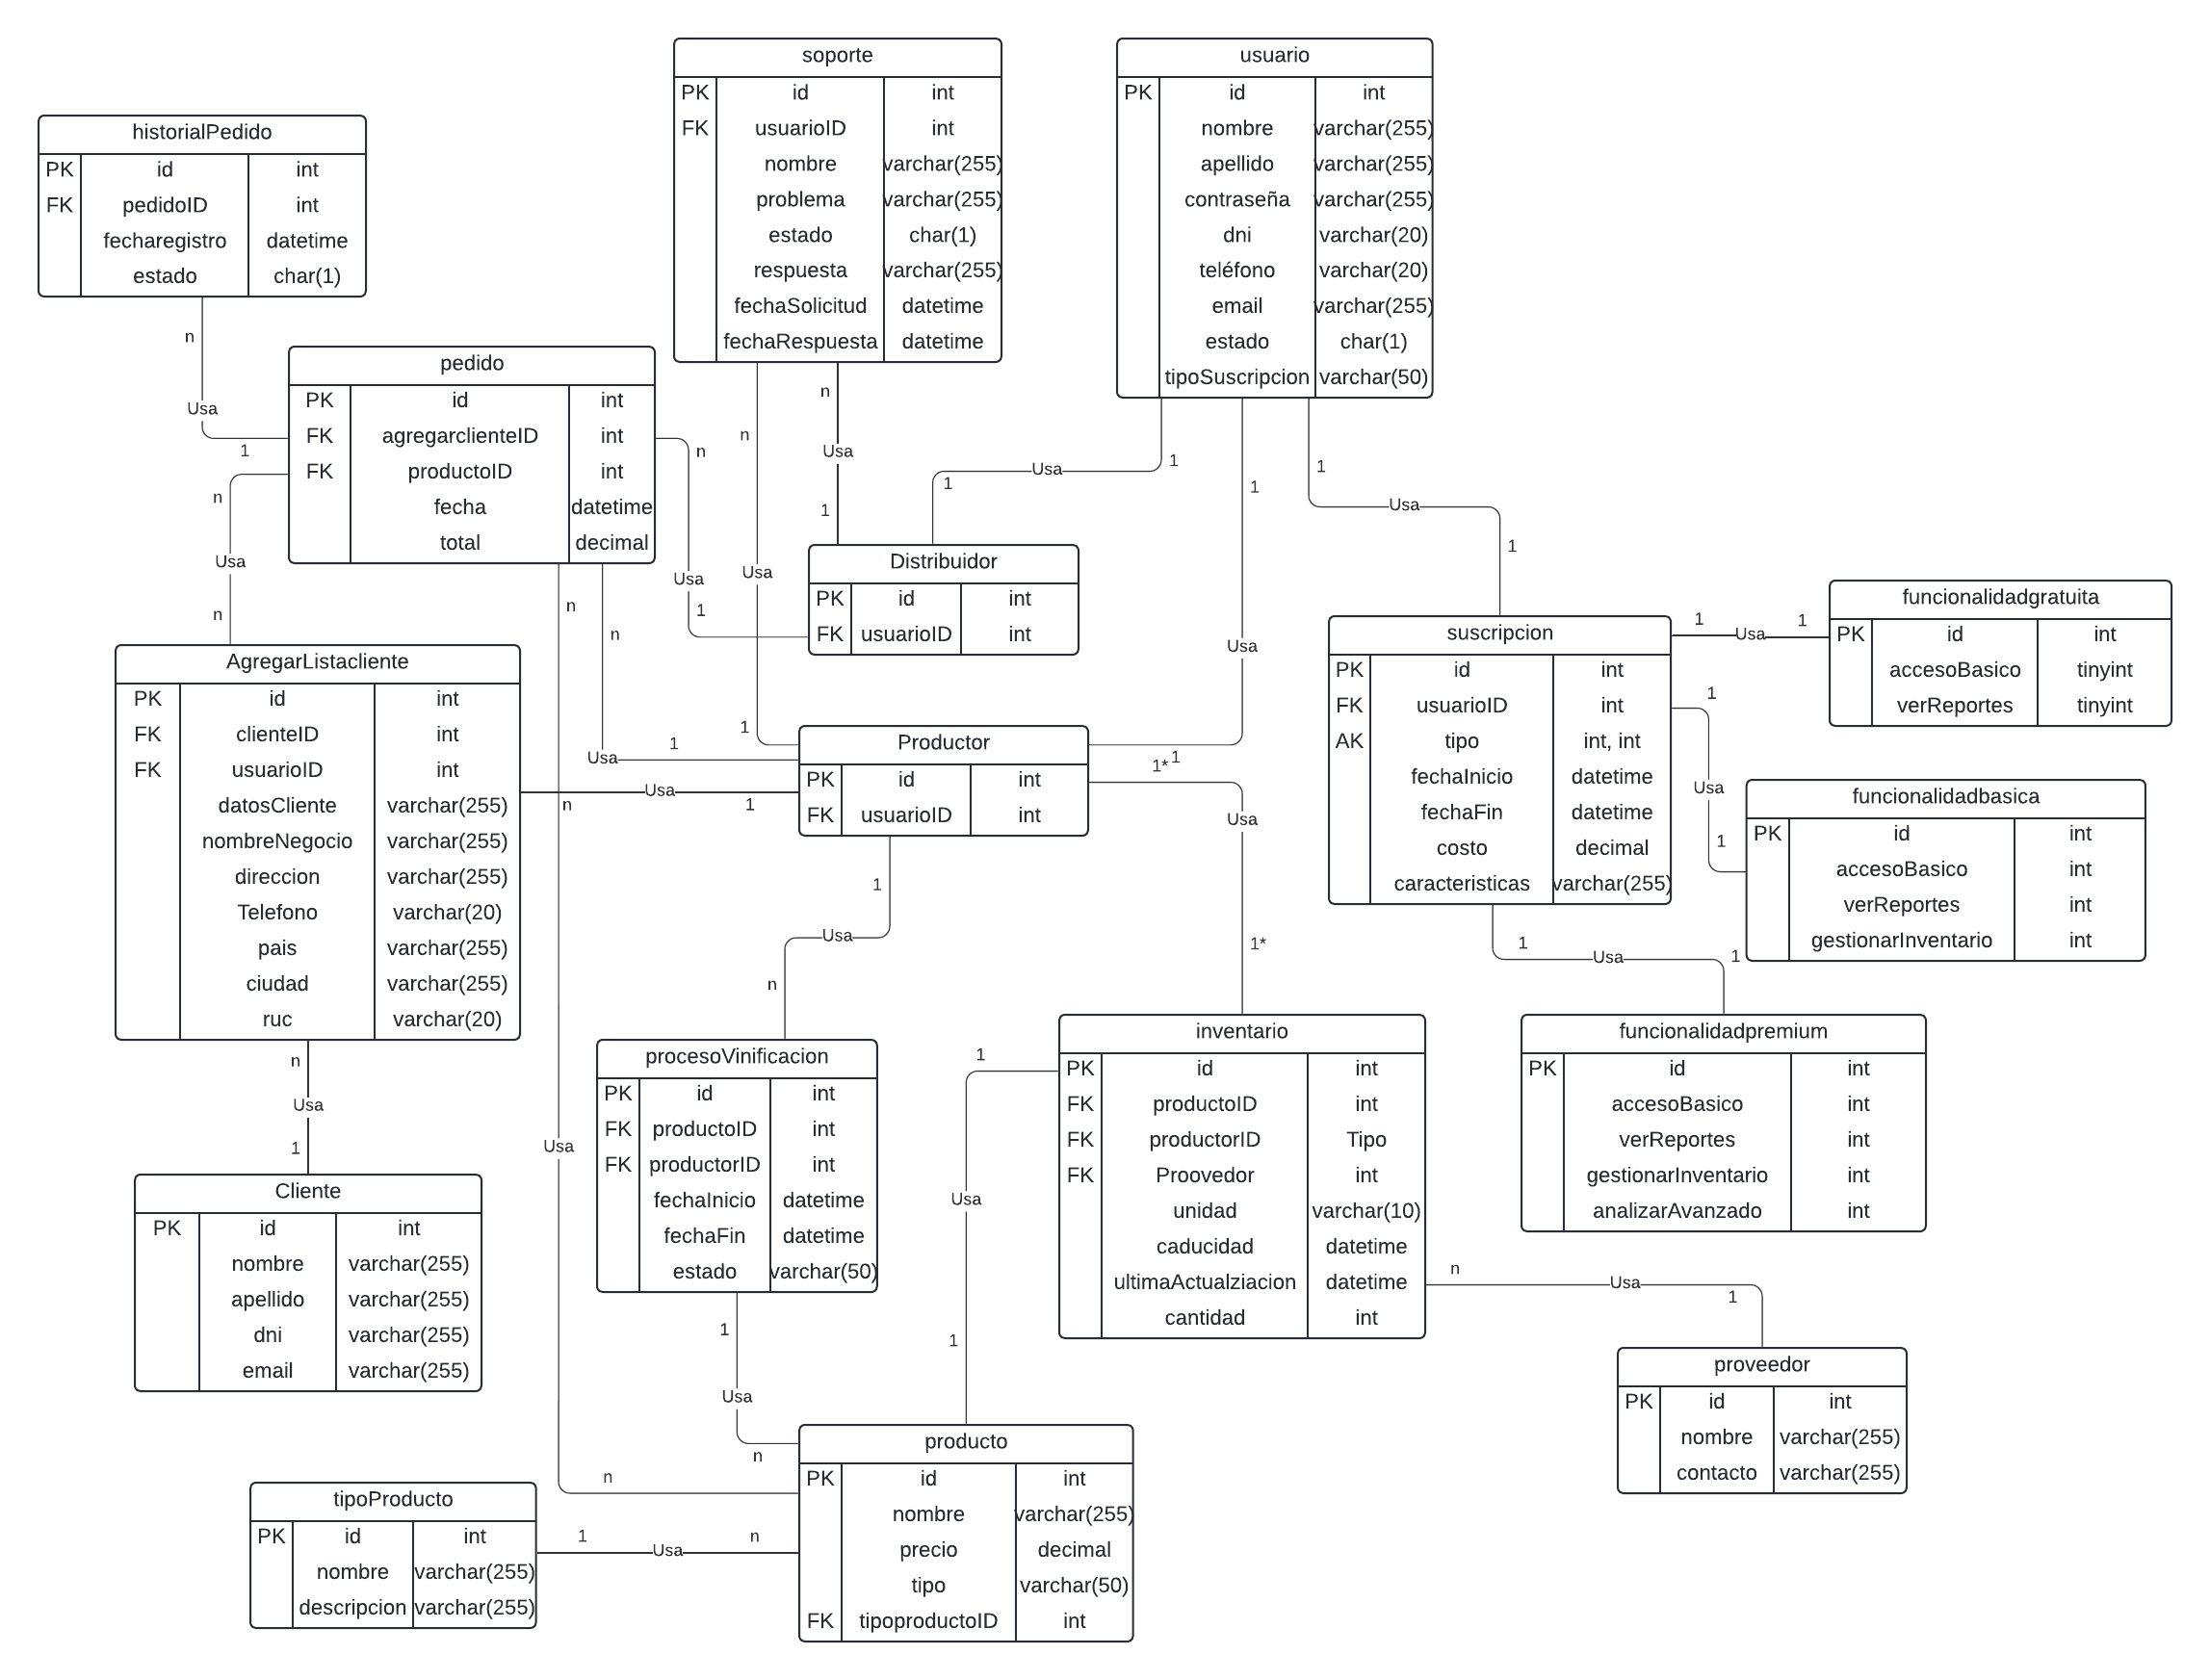 soporte
PK id int
FK usuarioID int
nombre varchar(255)
problema varchar(255)
estado char(1)
respuesta varchar(255)
fechaSolicitud datetime
fechaRespuesta datetime
usuario
PK id int
nombre varchar(255)
apellido varchar(255)
contraseña varchar(255)
dni varchar(20)
teléfono varchar(20)
email varchar(255)
estado char(1)
tipoSuscripcion varchar(50)
historialPedido
PK id int
FK pedidoID int
fecharegistro datetime
estado char(1)
n
Usa
1
pedido
PK id int
FK agregarclienteID int
FK productoID int
fecha datetime
total decimal
n
Usa
n
n
Usa
1
n
Usa
1
n
Usa
1
1
Usa
1
1
Usa
1
1
Usa
1
n
Usa
n
n
Usa
1
Distribuidor
PK id int
FK usuarioID int
suscripcion
PK id int
FK usuarioID int
AK tipo int, int
fechaInicio datetime
fechaFin datetime
costo decimal
caracteristicas varchar(255)
1
Usa
1
funcionalidadgratuita
PK id int
accesoBasico tinyint
verReportes tinyint
1
Usa
1
funcionalidadbasica
PK id int
accesoBasico int
verReportes int
gestionarInventario int
AgregarListacliente
PK id int
FK clienteID int
FK usuarioID int
datosCliente varchar(255)
nombreNegocio varchar(255)
direccion varchar(255)
Telefono varchar(20)
pais varchar(255)
ciudad varchar(255)
ruc varchar(20)
n
Usa
1
Productor
PK id int
FK usuarioID int
1*
Usa
1*
1
Usa
n
1
Usa
1
procesoVinificacion
PK id int
FK productoID int
FK productorID int
fechaInicio datetime
fechaFin datetime
estado varchar(50)
inventario
PK id int
FK productoID int
FK productorID Tipo
FK Proovedor int
unidad varchar(10)
caducidad datetime
ultimaActualziacion datetime
cantidad int
funcionalidadpremium
PK id int
accesoBasico int
verReportes int
gestionarInventario int
analizarAvanzado int
n
Usa
1
Cliente
PK id int
nombre varchar(255)
apellido varchar(255)
dni varchar(255)
email varchar(255)
1
Usa
1
n
Usa
1
1
Usa
n
proveedor
PK id int
nombre varchar(255)
contacto varchar(255)
producto
PK id int
nombre varchar(255)
precio decimal
tipo varchar(50)
FK tipoproductoID int
tipoProducto
PK id int
nombre varchar(255)
descripcion varchar(255)
1
Usa
n